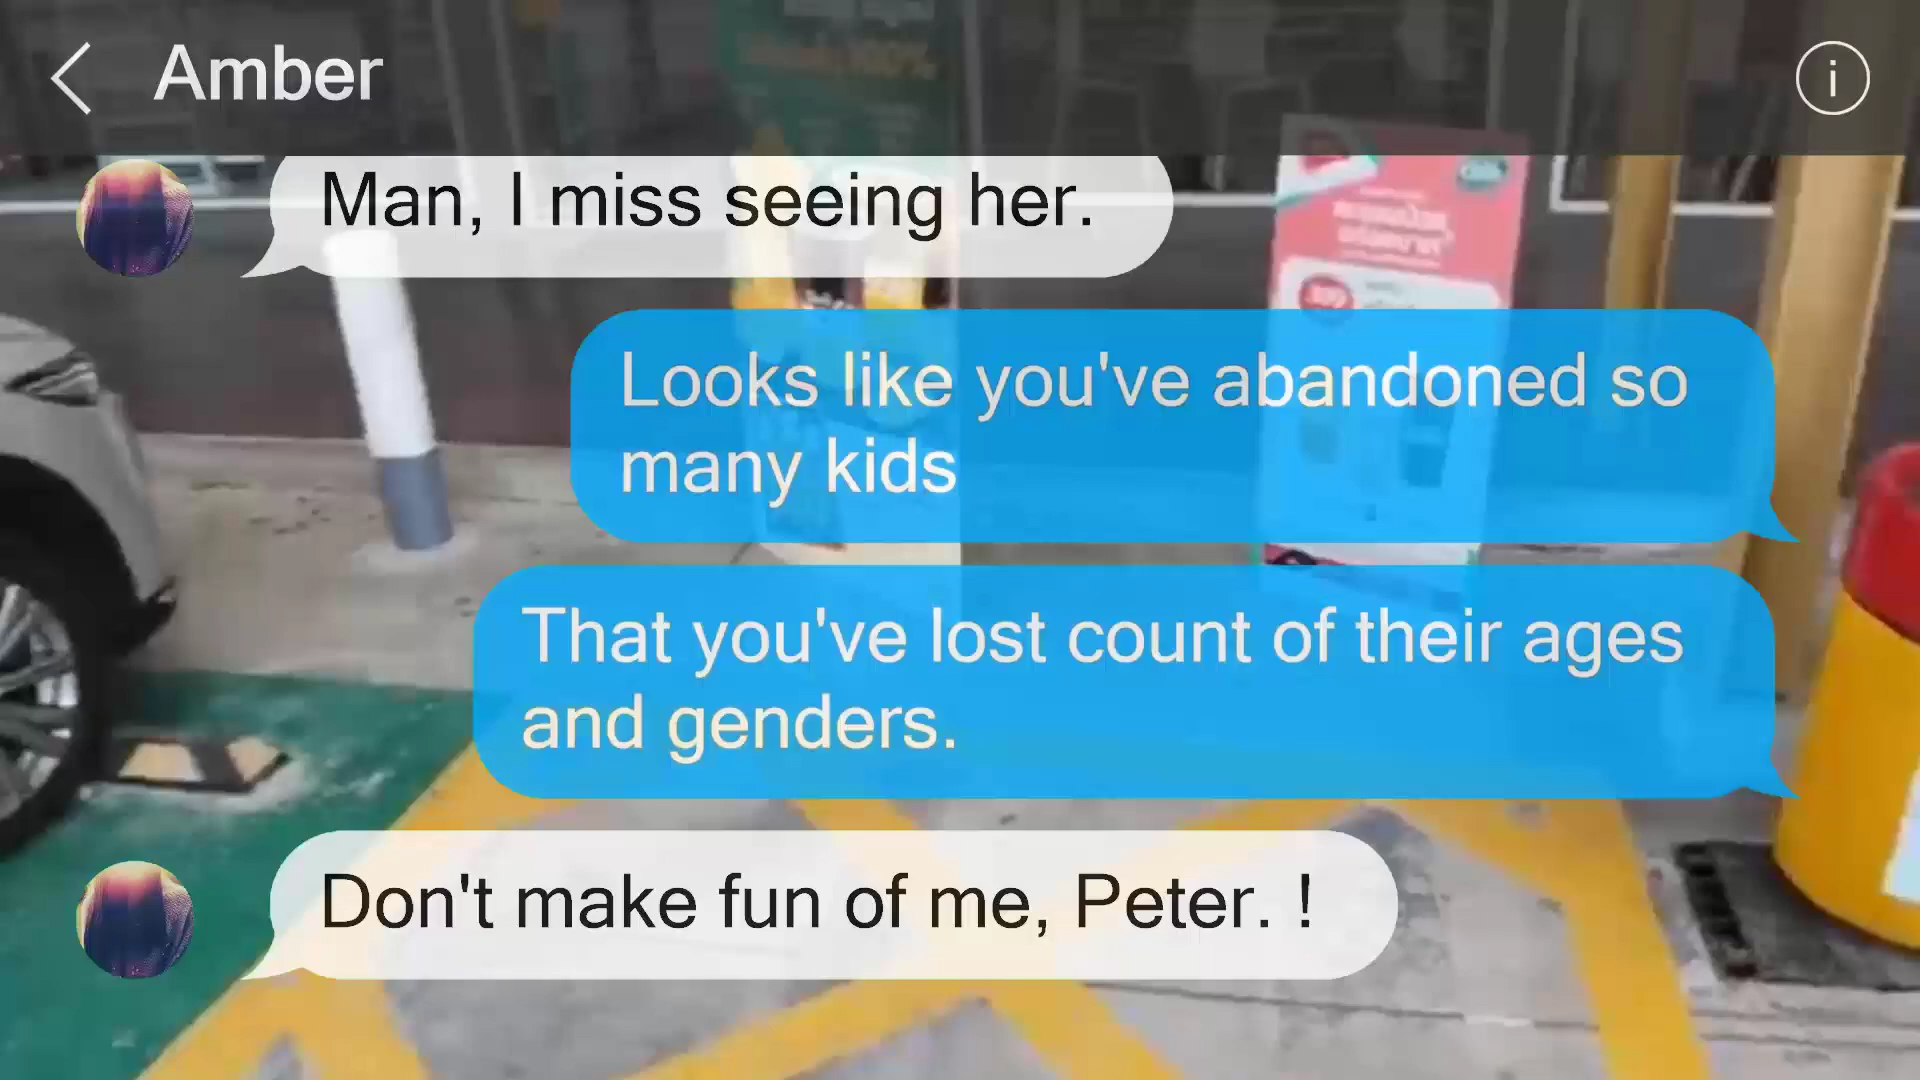 Amber
i
Man, I miss seeing her.
Looks like you've abandoned so
many kids
That you've lost count of their ages
and genders.
Don't make fun of me, Peter. !